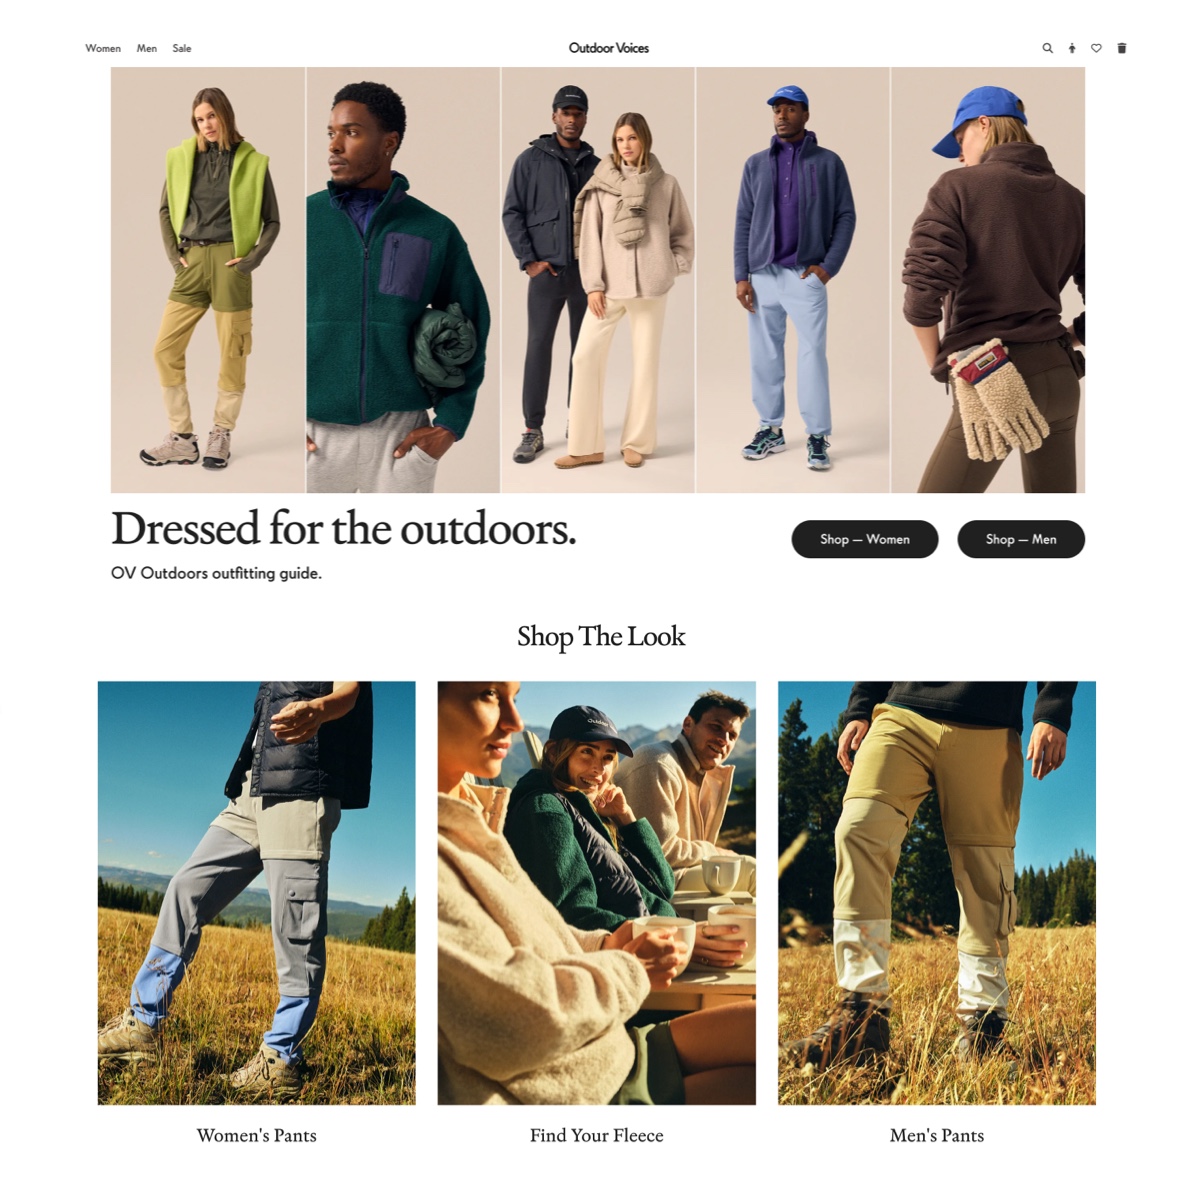 Women Men Sale
Outdoor Voices
Dressed for the outdoors.
OV Outdoors outfitting guide.
Shop — Women
Shop — Men
Shop The Look
Women's Pants
Find Your Fleece
Men's Pants